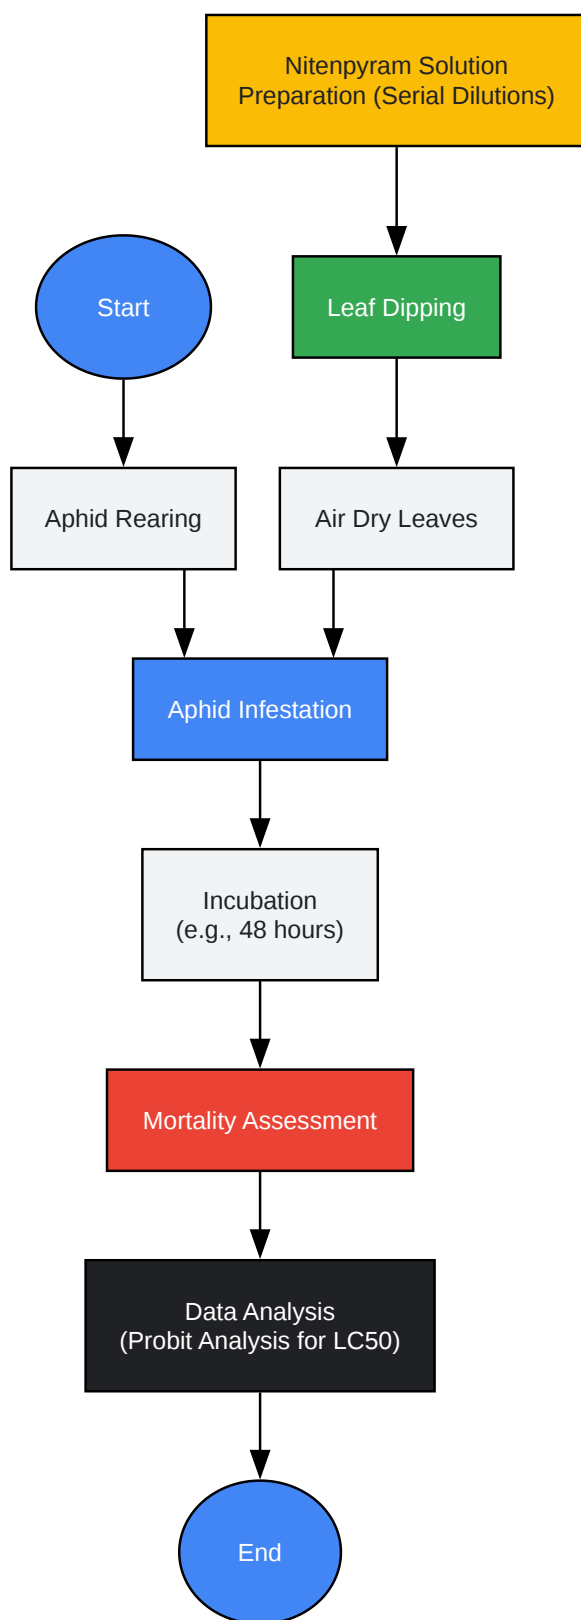 Nitenpyram Solution
Preparation (Serial Dilutions)
Start
Leaf Dipping
Aphid Rearing
Air Dry Leaves
Aphid Infestation
Incubation
(e.g., 48 hours)
Mortality Assessment
Data Analysis
(Probit Analysis for LC50)
End